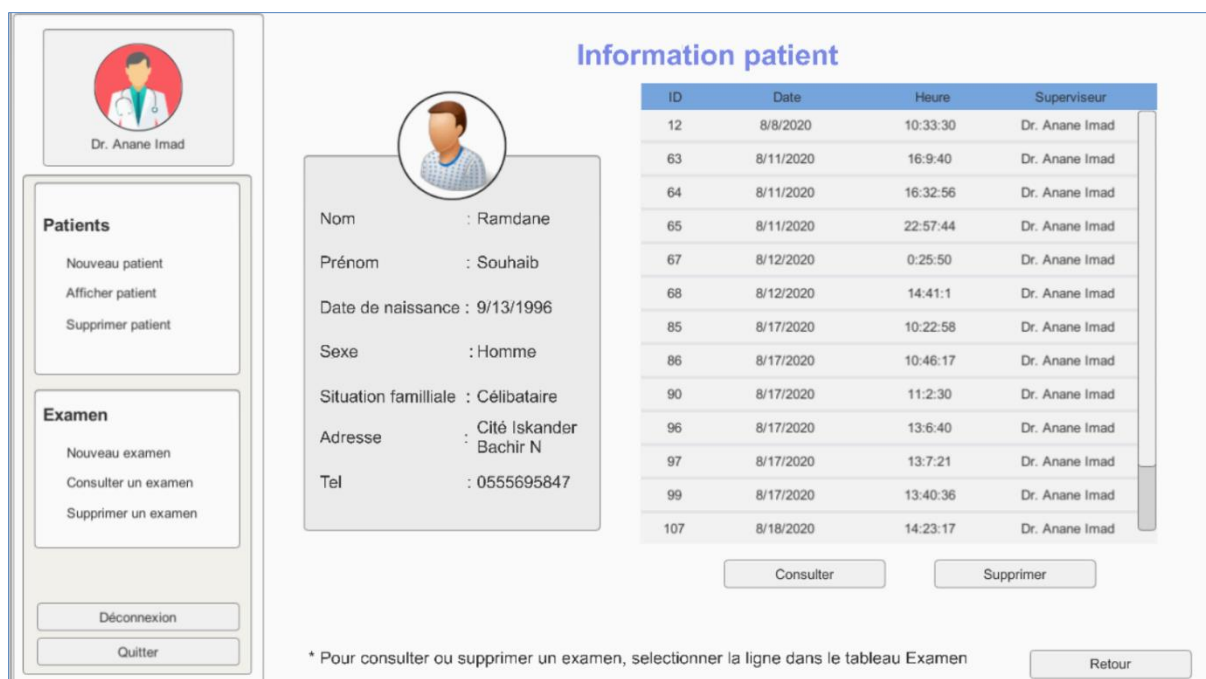 Dr. Anane Imad
Patients
Nouveau patient
Afficher patient
Supprimer patient
Examen
Nouveau examen
Consulter un examen
Supprimer un examen
Déconnexion
Quitter
Information patient
Nom : Ramdane
Prénom : Souhaib
Date de naissance : 9/13/1996
Sexe : Homme
Situation familliale : Célibataire
Adresse : Cité Iskander
Bachir N
Tel : 0555695847
ID Date Heure Superviseur
12 8/8/2020 10:33:30 Dr. Anane Imad
63 8/11/2020 16:9:40 Dr. Anane Imad
64 8/11/2020 16:32:56 Dr. Anane Imad
65 8/11/2020 22:57:44 Dr. Anane Imad
67 8/12/2020 0:25:50 Dr. Anane Imad
68 8/12/2020 14:41:1 Dr. Anane Imad
85 8/17/2020 10:22:58 Dr. Anane Imad
86 8/17/2020 10:46:17 Dr. Anane Imad
90 8/17/2020 11:2:30 Dr. Anane Imad
96 8/17/2020 13:6:40 Dr. Anane Imad
97 8/17/2020 13:7:21 Dr. Anane Imad
99 8/17/2020 13:40:36 Dr. Anane Imad
107 8/18/2020 14:23:17 Dr. Anane Imad
Consulter Supprimer
* Pour consulter ou supprimer un examen, selectionner la ligne dans le tableau Examen
Retour